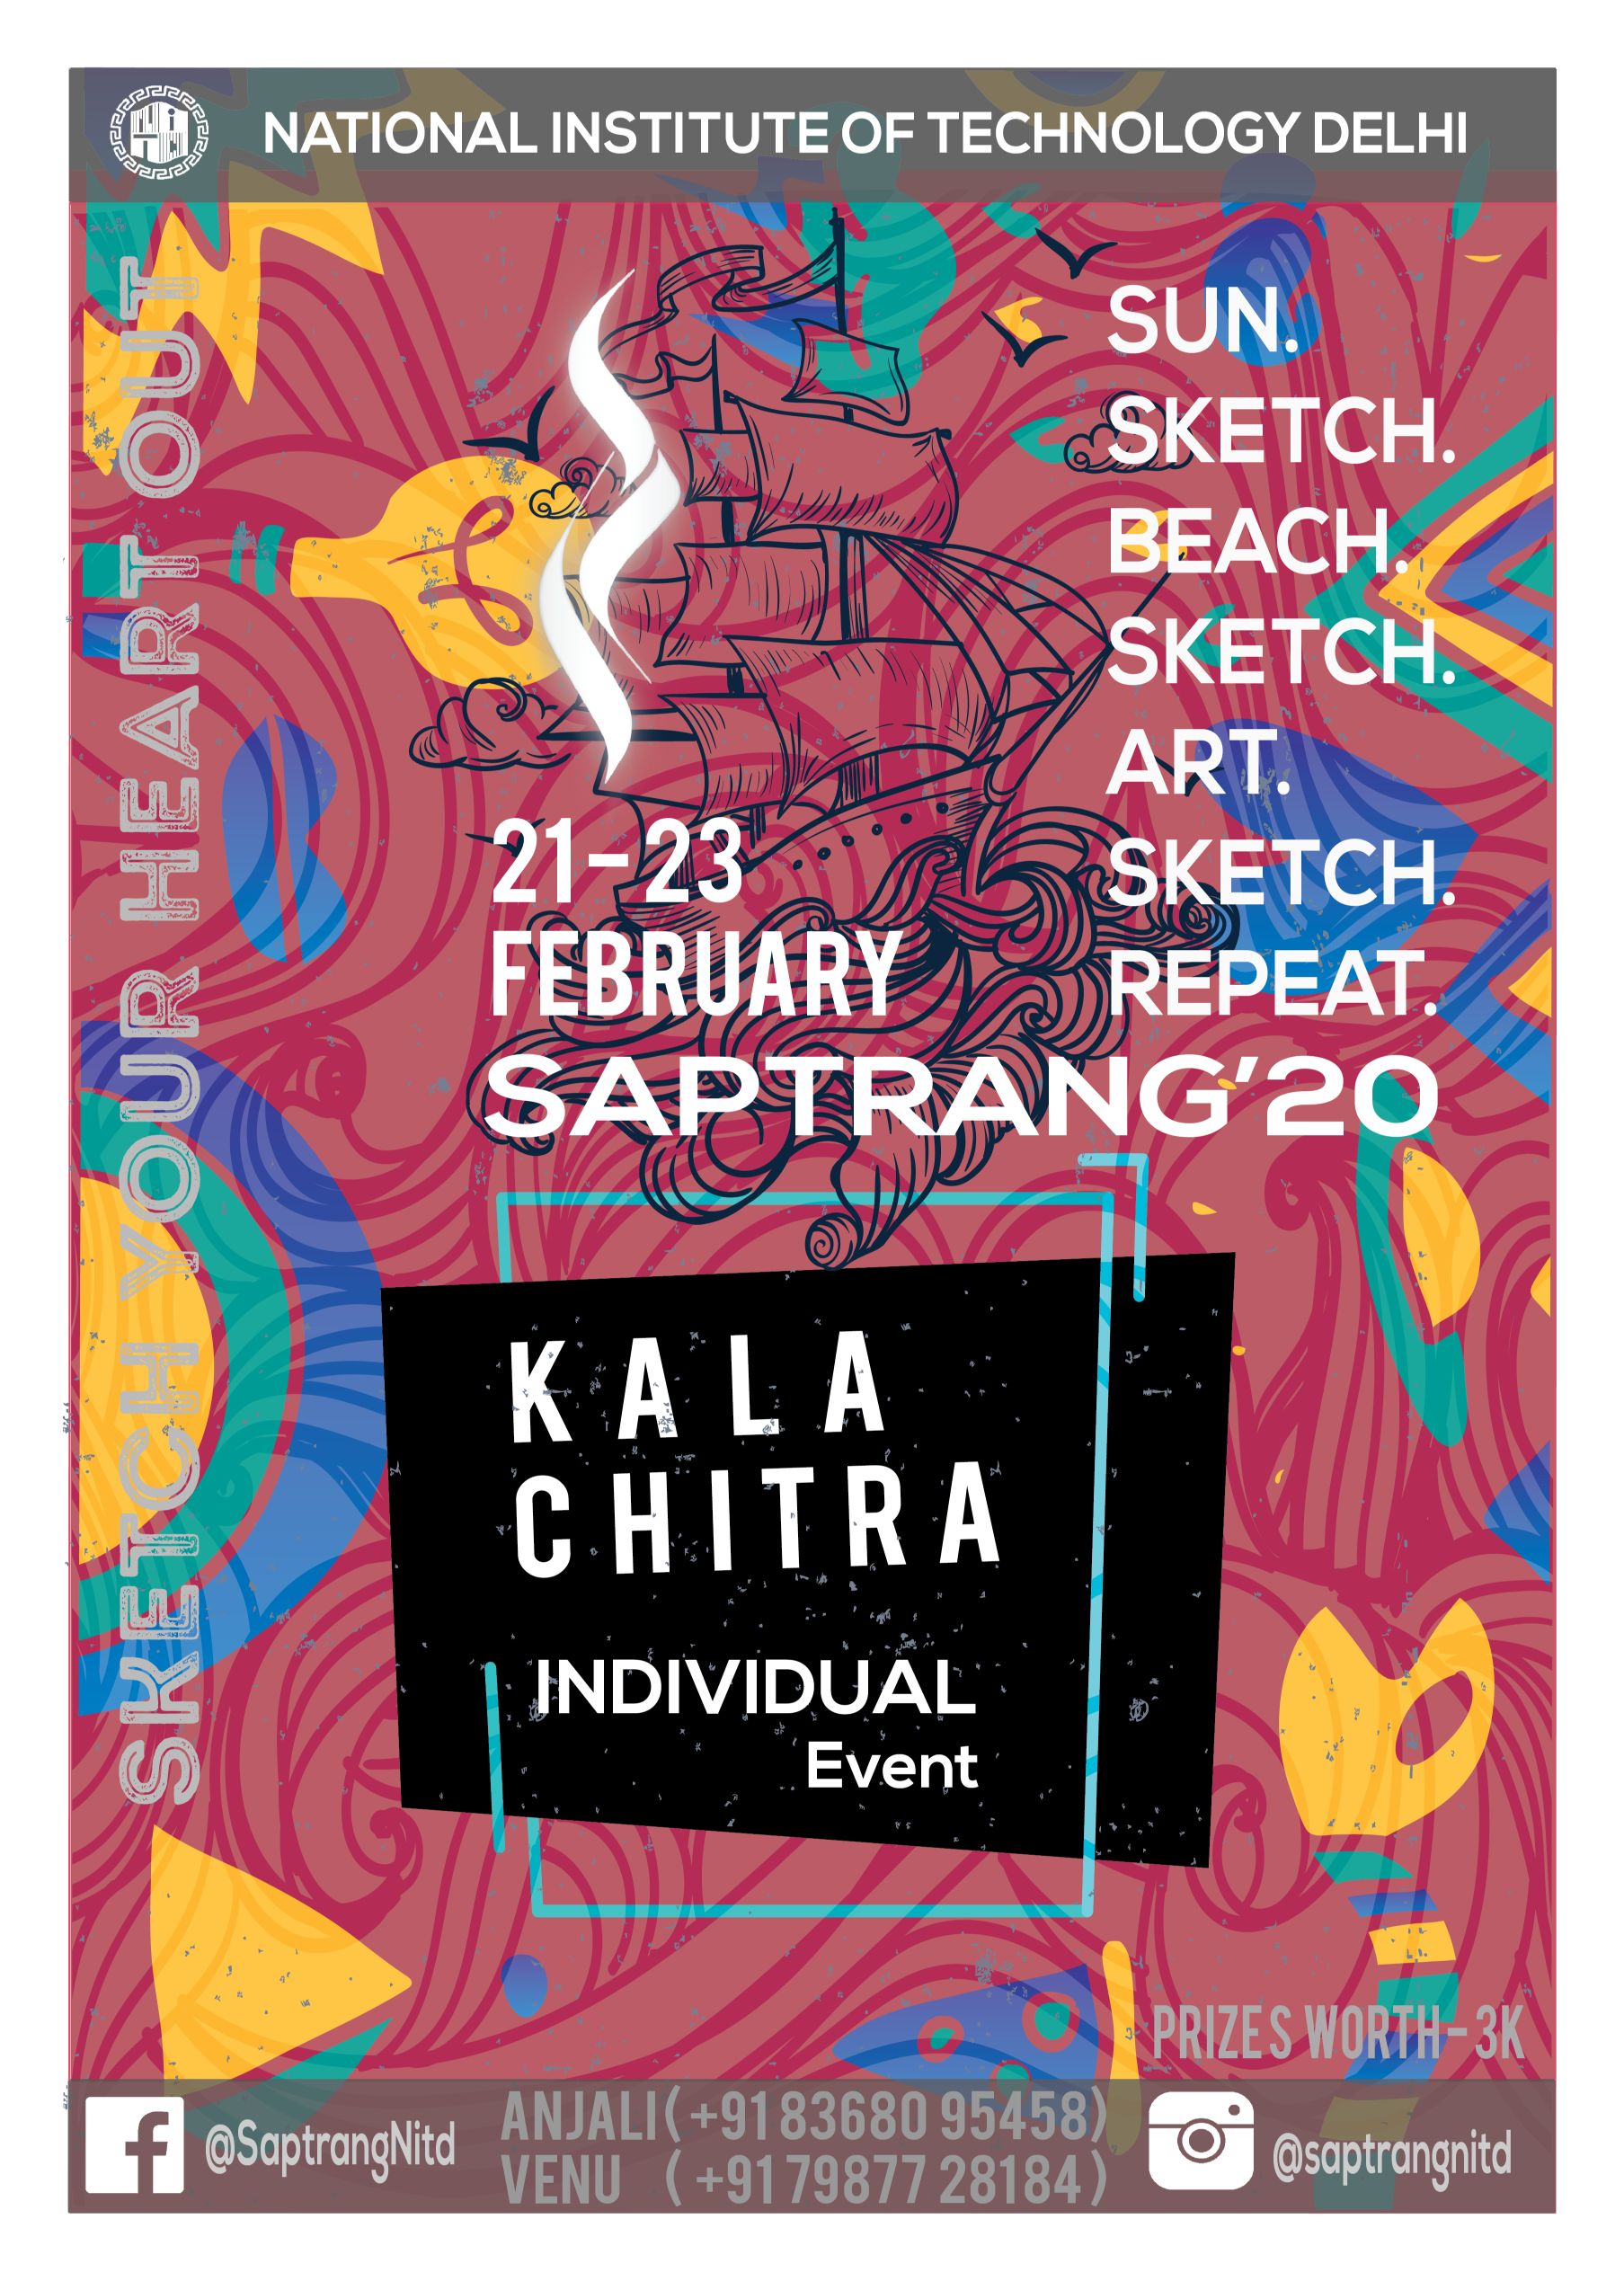 NATIONAL INSTITUTE OF TECHNOLOGY DELHI
SKETCH YOUR HEART OUT
SUN.
SKETCH.
BEACH.
SKETCH.
ART.
SKETCH.
REPEAT.
21-23
FEBRUARY
SAPTRANG'20
KALA
CHITRA
INDIVIDUAL
Event
PRIZES WORTH- 3K
@SaptrangNitd
ANJALI(+91 83680 95458)
VENU (+91 79877 28184)
@saptrangnitd